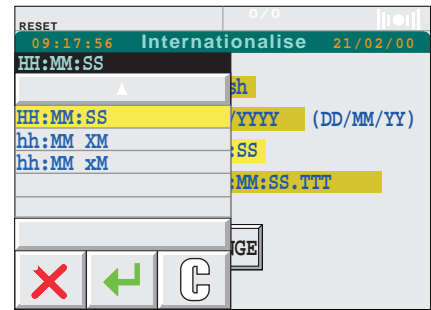 RESET 0/0
09:17:56 Internationalise 21/02/00
HH:MM:SS
sh
HH:MM:SS /YYYY (DD/MM/YY)
hh:MM XM :SS
hh:MM xM
:MM:SS.TTT
NGE
C